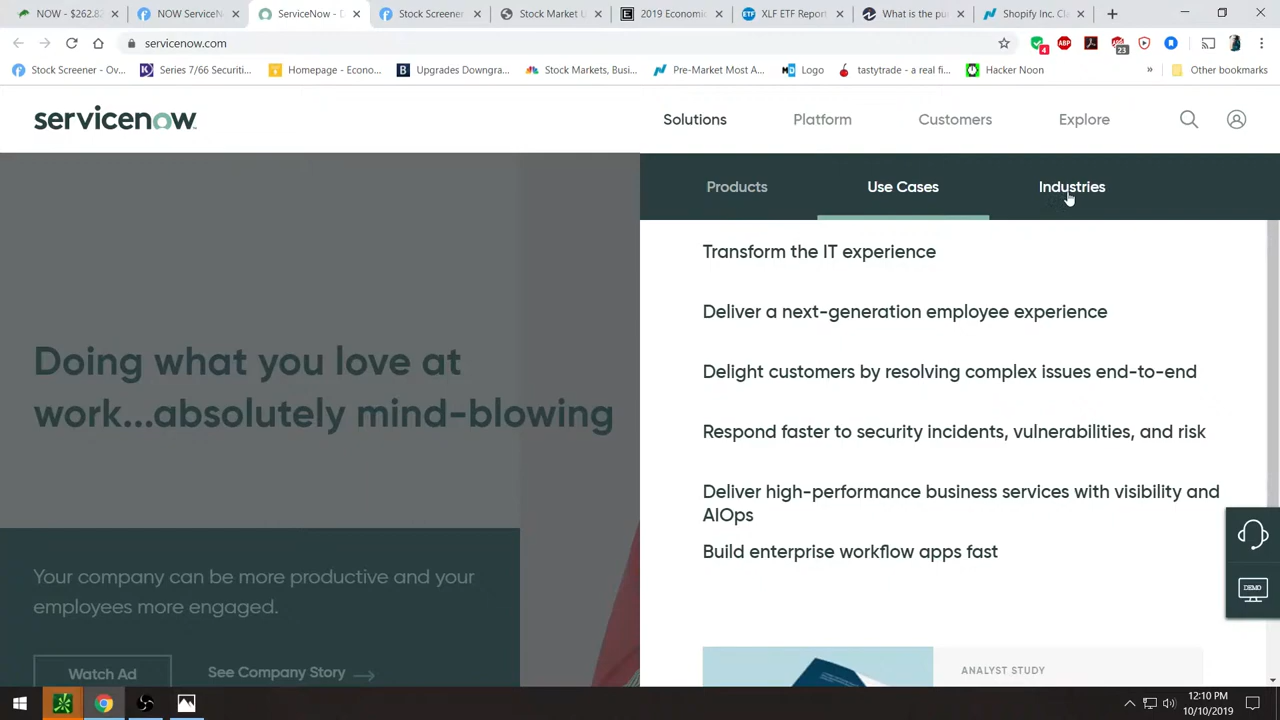 NOW - $262.8
NOW ServiceN
ServiceNow - D
Stock Screener
Stock Market U
2019 Economic
XLF ETF Report
What is the pu
Shopify Inc. Cl
servicenow.com
4
ABP
23
Stock Screener - Ov...
Series 7/66 Securiti...
Homepage - Econo...
Upgrades Downgra...
Stock Markets, Busi...
Pre-Market Most A...
Logo
tastytrade - a real fi...
Hacker Noon
»
Other bookmarks
servicenow
Solutions
Platform
Customers
Explore
Products
Use Cases
Industries
Transform the IT experience
Deliver a next-generation employee experience
Delight customers by resolving complex issues end-to-end
Respond faster to security incidents, vulnerabilities, and risk
Deliver high-performance business services with visibility and
AIOps
Build enterprise workflow apps fast
ANALYST STUDY
Doing what you love at
work...absolutely mind-blowing
Your company can be more productive and your
employees more engaged.
Watch Ad
See Company Story
DEMO
12:10 PM
10/10/2019